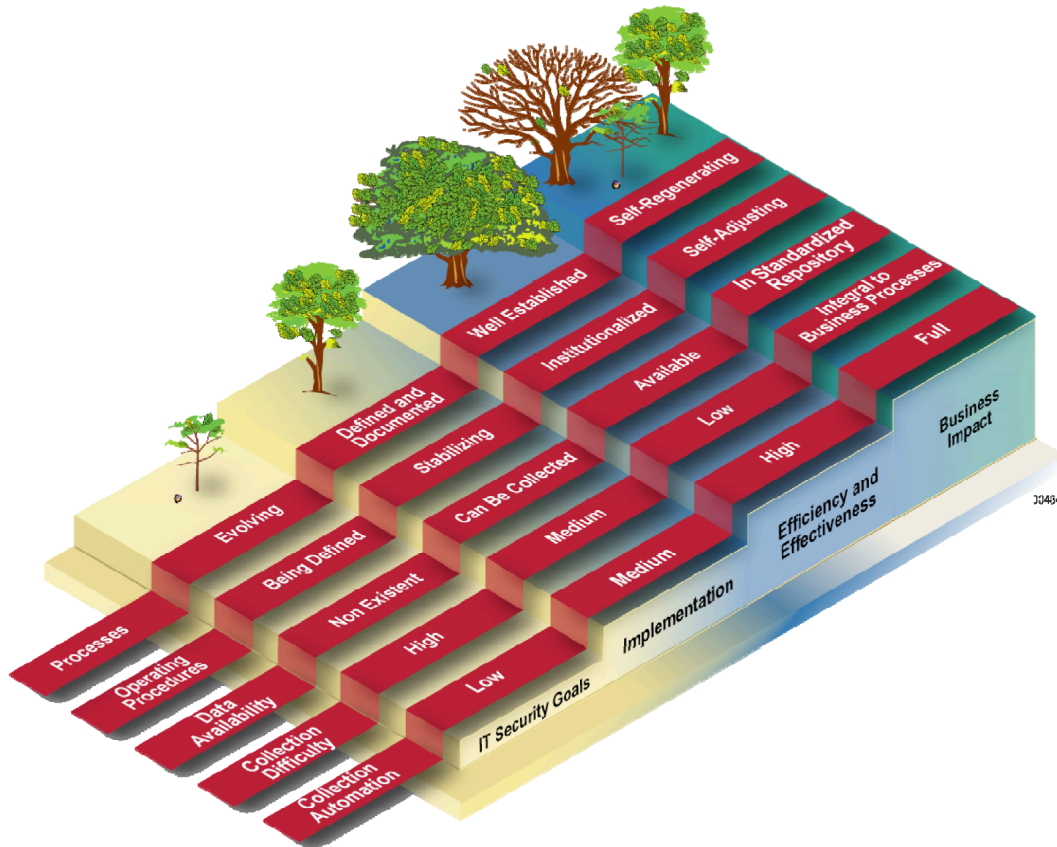 Self-Regenerating
Self-Adjusting
In Standardized
Repository
Integral to
Business Processes
Full
Well Established
Institutionalized
Available
Low
High
Defined and
Documented
Stabilizing
Can Be Collected
Medium
Medium
Evolving
Being Defined
Non Existent
High
Low
Processes
Operating
Procedures
Data
Availability
Collection
Difficulty
Collection
Automation
IT Security Goals
Implementation
Efficiency and
Effectiveness
Business
Impact